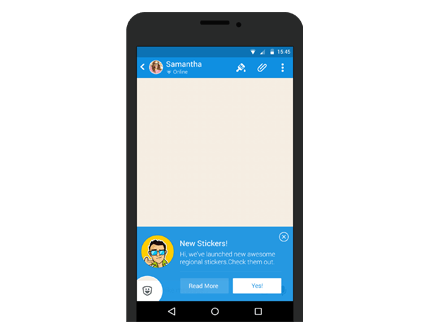 15:45
Samantha
Online
New Stickers!
Hi, we've launched new awesome
regional stickers.Check them out.
Read More
Yes!